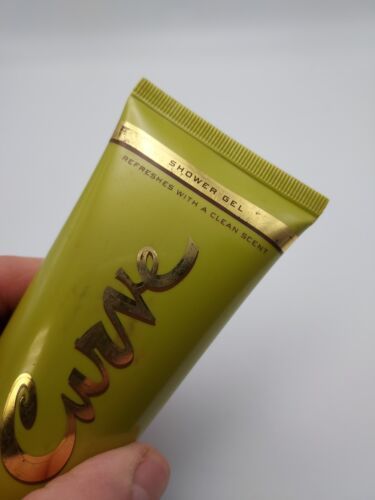 SHOWER GEL
REFRESHES WITH A CLEAN SCENT
Curve